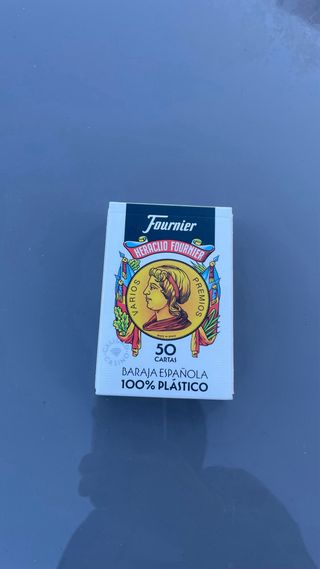 Fournier
HERACLIO FOURNIER
VARIOS PREMIOS
50
CARTAS
BARAJA ESPAÑOLA
100% PLÁSTICO